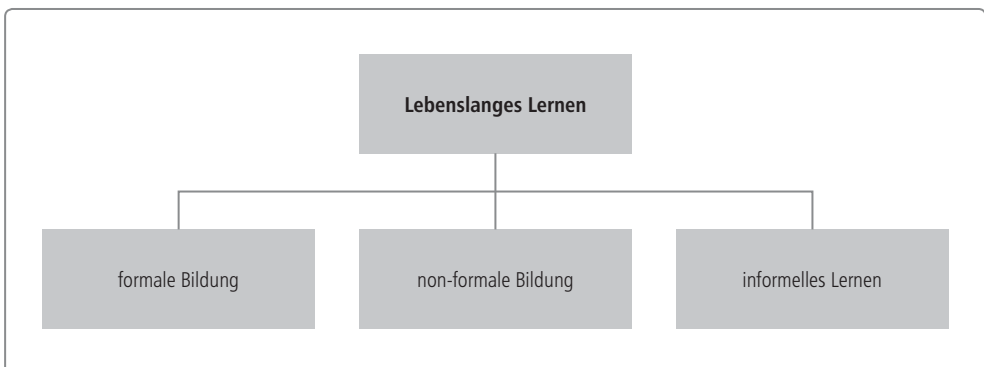 Lebenslanges Lernen
formale Bildung
non-formale Bildung
informelles Lernen